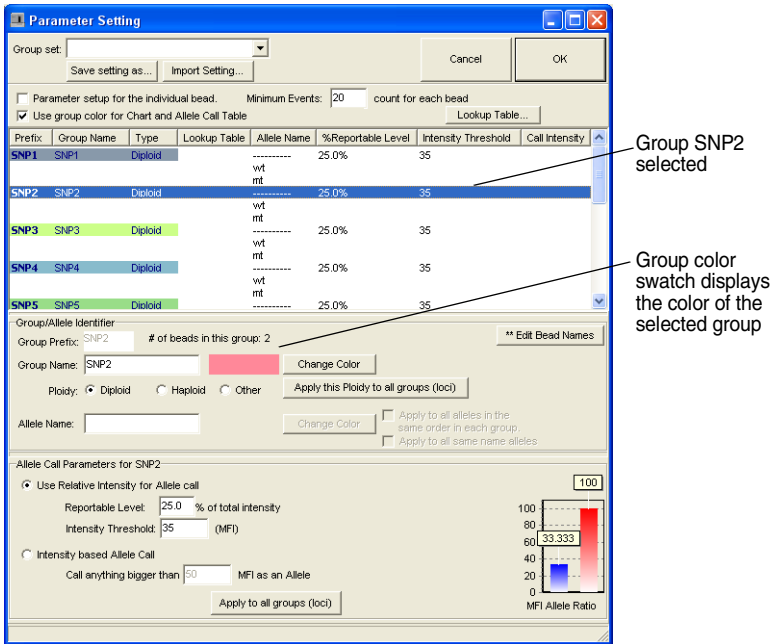 Parameter Setting
Group set:
Save setting as... Import Setting...
Cancel OK
Parameter setup for the individual bead. Minimum Events: 20 count for each bead
Use group color for Chart and Allele Call Table Lookup Table...
Prefix Group Name Type Lookup Table Allele Name %Reportable Level Intensity Threshold Call Intensity
SNP1 SNP1 Diploid ---------- 25.0% 35
wt
mt
SNP2 SNP2 Diploid ---------- 25.0% 35
wt
mt
SNP3 SNP3 Diploid ---------- 25.0% 35
wt
mt
SNP4 SNP4 Diploid ---------- 25.0% 35
wt
mt
SNP5 SNP5 Diploid ---------- 25.0% 35
Group SNP2
selected
Group color
swatch displays
the color of the
selected group
Group/Allele Identifier
Group Prefix: SNP2 # of beads in this group: 2 ** Edit Bead Names
Group Name: SNP2 Change Color
Ploidy: Diploid Haploid Other Apply this Ploidy to all groups (loci)
Allele Name: Change Color
Apply to all alleles in the
same order in each group.
Apply to all same name alleles
Allele Call Parameters for SNP2
Use Relative Intensity for Allele call
Reportable Level: 25.0 % of total intensity
Intensity Threshold: 35 (MFI)
Intensity based Allele Call
Call anything bigger than 50 MFI as an Allele
Apply to all groups (loci)
100
100
80
60
33.333
40
20
0
MFI Allele Ratio